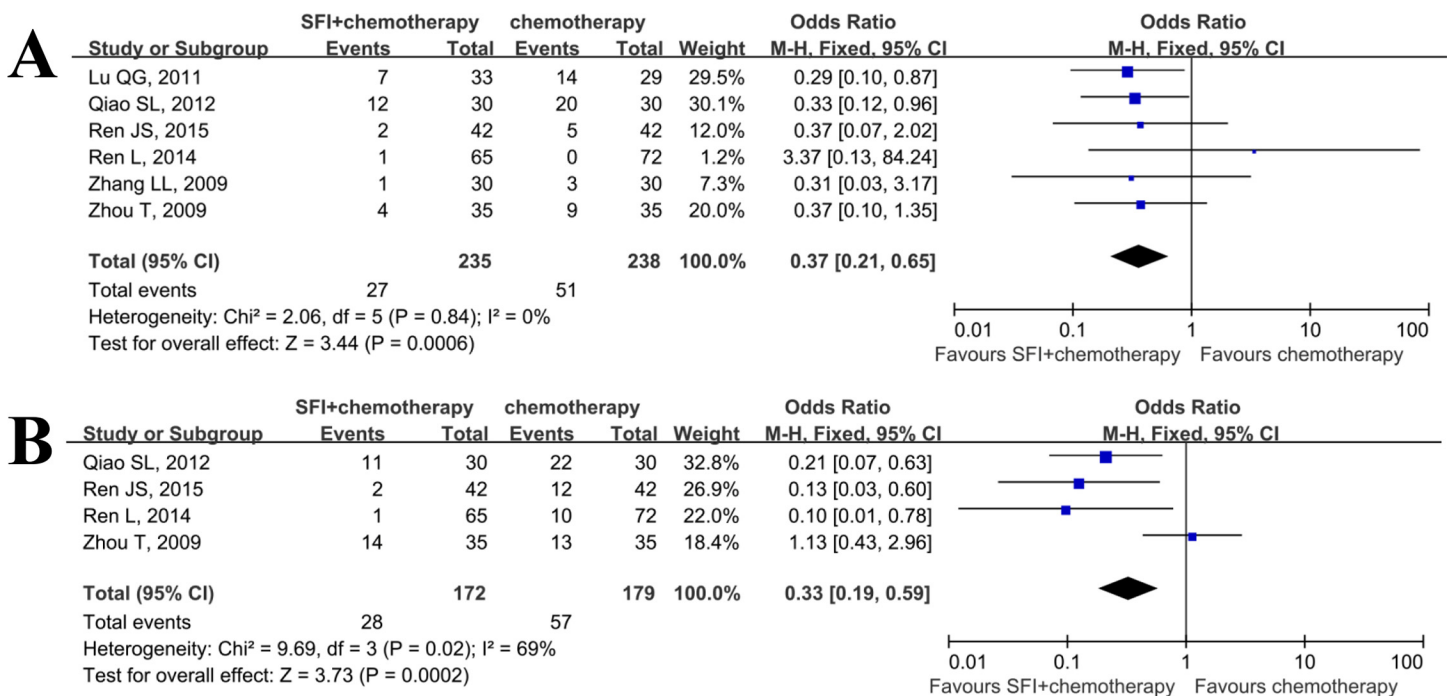 A
SFI+chemotherapy chemotherapy Odds Ratio Odds Ratio
Study or Subgroup Events Total Events Total Weight M-H, Fixed, 95% CI M-H, Fixed, 95% CI
Lu QG, 2011 7 33 14 29 29.5% 0.29 [0.10, 0.87]
Qiao SL, 2012 12 30 20 30 30.1% 0.33 [0.12, 0.96]
Ren JS, 2015 2 42 5 42 12.0% 0.37 [0.07, 2.02]
Ren L, 2014 1 65 0 72 1.2% 3.37 [0.13, 84.24]
Zhang LL, 2009 1 30 3 30 7.3% 0.31 [0.03, 3.17]
Zhou T, 2009 4 35 9 35 20.0% 0.37 [0.10, 1.35]
Total (95% CI) 235 238 100.0% 0.37 [0.21, 0.65]
Total events 27 51
Heterogeneity: Chi² = 2.06, df = 5 (P = 0.84); I² = 0%
Test for overall effect: Z = 3.44 (P = 0.0006)
0.01 0.1 1 10 100
Favours SFI+chemotherapy Favours chemotherapy
B
SFI+chemotherapy chemotherapy Odds Ratio Odds Ratio
Study or Subgroup Events Total Events Total Weight M-H, Fixed, 95% CI M-H, Fixed, 95% CI
Qiao SL, 2012 11 30 22 30 32.8% 0.21 [0.07, 0.63]
Ren JS, 2015 2 42 12 42 26.9% 0.13 [0.03, 0.60]
Ren L, 2014 1 65 10 72 22.0% 0.10 [0.01, 0.78]
Zhou T, 2009 14 35 13 35 18.4% 1.13 [0.43, 2.96]
Total (95% CI) 172 179 100.0% 0.33 [0.19, 0.59]
Total events 28 57
Heterogeneity: Chi² = 9.69, df = 3 (P = 0.02); I² = 69%
Test for overall effect: Z = 3.73 (P = 0.0002)
0.01 0.1 1 10 100
Favours SFI+chemotherapy Favours chemotherapy